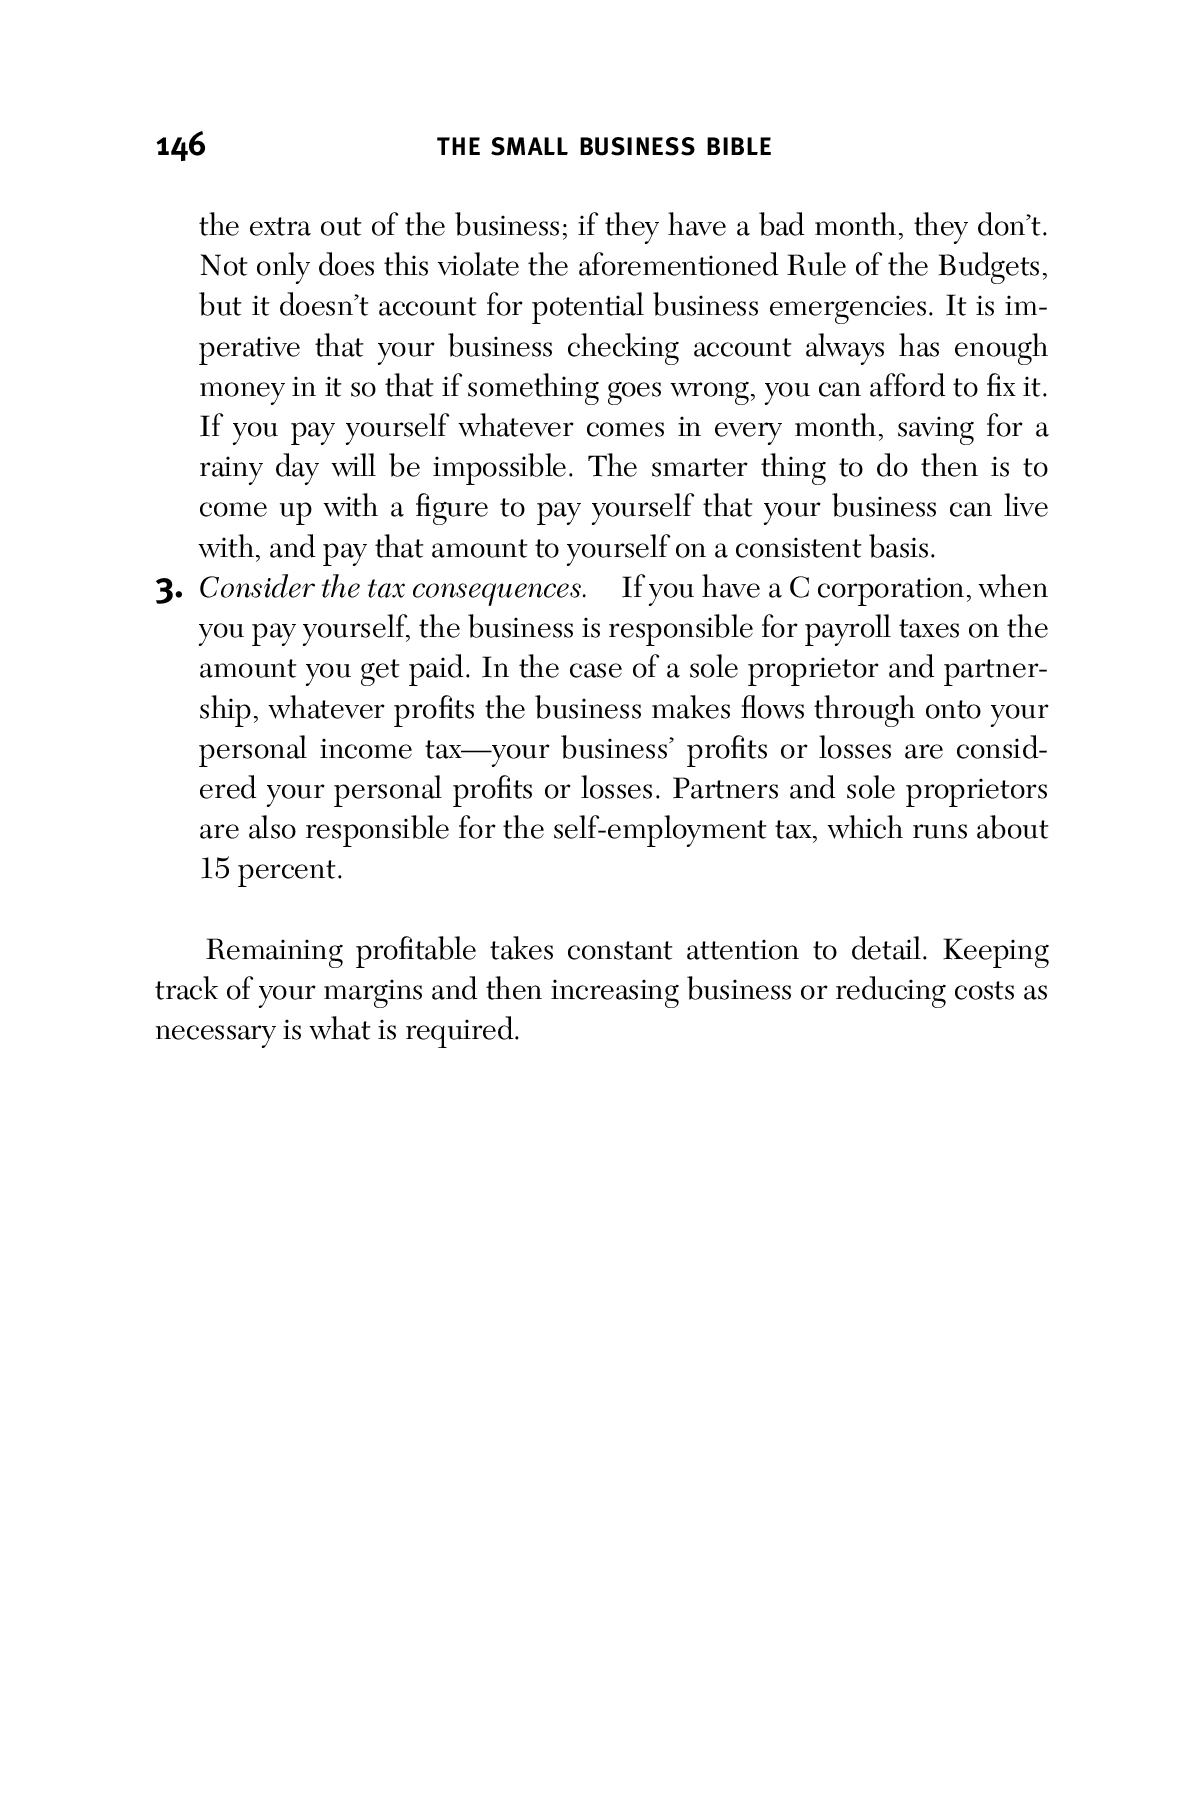 146 THE SMALL BUSINESS BIBLE
the extra out of the business; if they have a bad month, they don’t.
Not only does this violate the aforementioned Rule of the Budgets,
but it doesn’t account for potential business emergencies. It is im-
perative that your business checking account always has enough
money in it so that if something goes wrong, you can afford to fix it.
If you pay yourself whatever comes in every month, saving for a
rainy day will be impossible. The smarter thing to do then is to
come up with a figure to pay yourself that your business can live
with, and pay that amount to yourself on a consistent basis.
3. Consider the tax consequences. If you have a C corporation, when
you pay yourself, the business is responsible for payroll taxes on the
amount you get paid. In the case of a sole proprietor and partner-
ship, whatever profits the business makes flows through onto your
personal income tax—your business’ profits or losses are consid-
ered your personal profits or losses. Partners and sole proprietors
are also responsible for the self-employment tax, which runs about
15 percent.
Remaining profitable takes constant attention to detail. Keeping
track of your margins and then increasing business or reducing costs as
necessary is what is required.